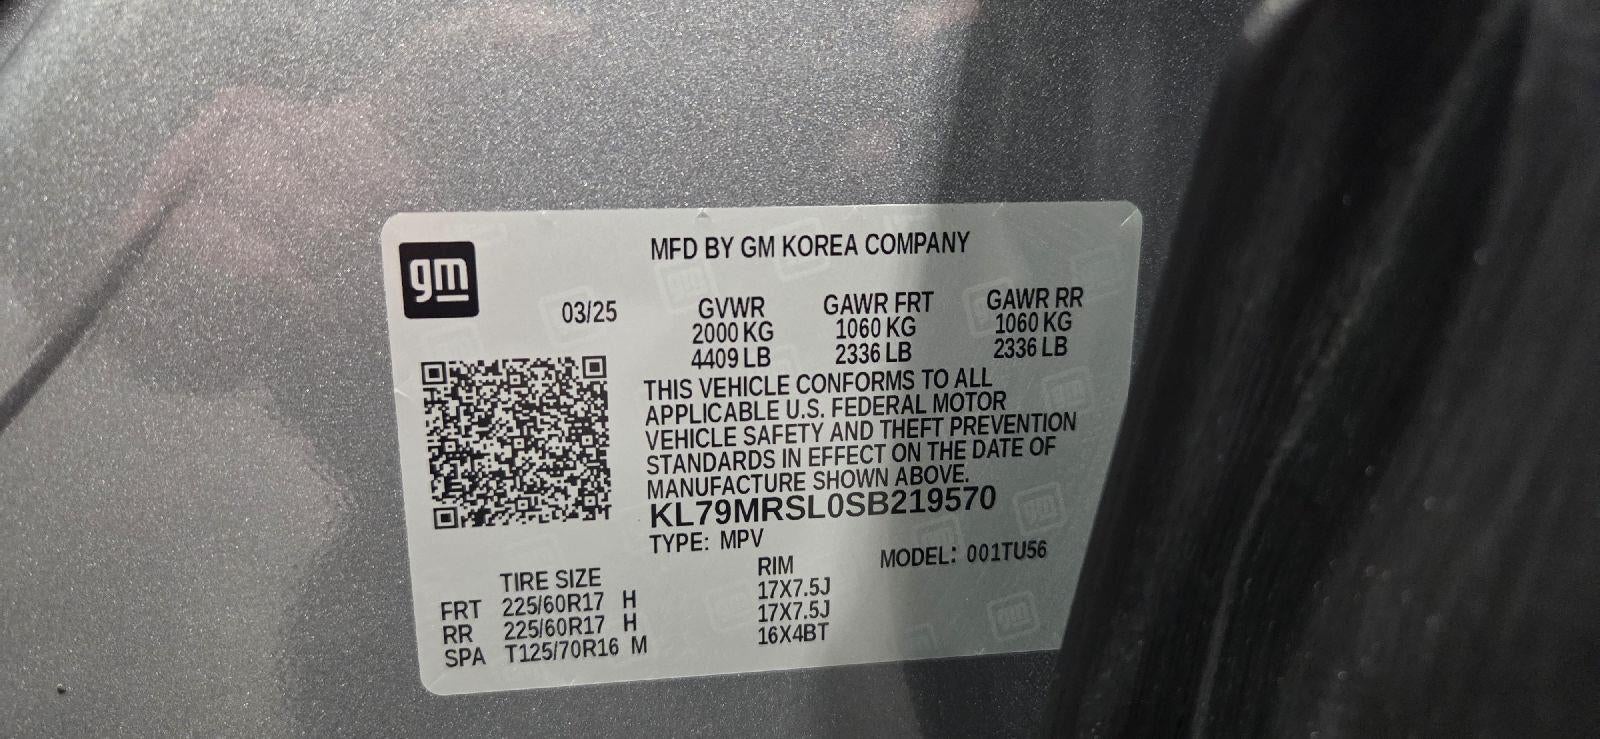 gm
MFD BY GM KOREA COMPANY
03/25 GVWR GAWR FRT GAWR RR
2000 KG 1060 KG 1060 KG
4409 LB 2336 LB 2336 LB
THIS VEHICLE CONFORMS TO ALL
APPLICABLE U.S. FEDERAL MOTOR
VEHICLE SAFETY AND THEFT PREVENTION
STANDARDS IN EFFECT ON THE DATE OF
MANUFACTURE SHOWN ABOVE.
KL79MRSL0SB219570
TYPE: MPV MODEL: 001TU56
TIRE SIZE RIM
FRT 225/60R17 H 17X7.5J
RR 225/60R17 H 17X7.5J
SPA T125/70R16 M 16X4BT